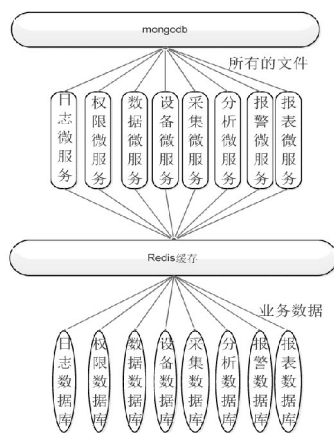 mongodb
所有的文件
日志微服务
权限微服务
数据微服务
设备微服务
采集微服务
分析微服务
报警微服务
报表微服务
Redis缓存
业务数据
日志数据库
权限数据库
数据数据库
设备数据库
采集数据库
分析数据库
报警数据库
报表数据库